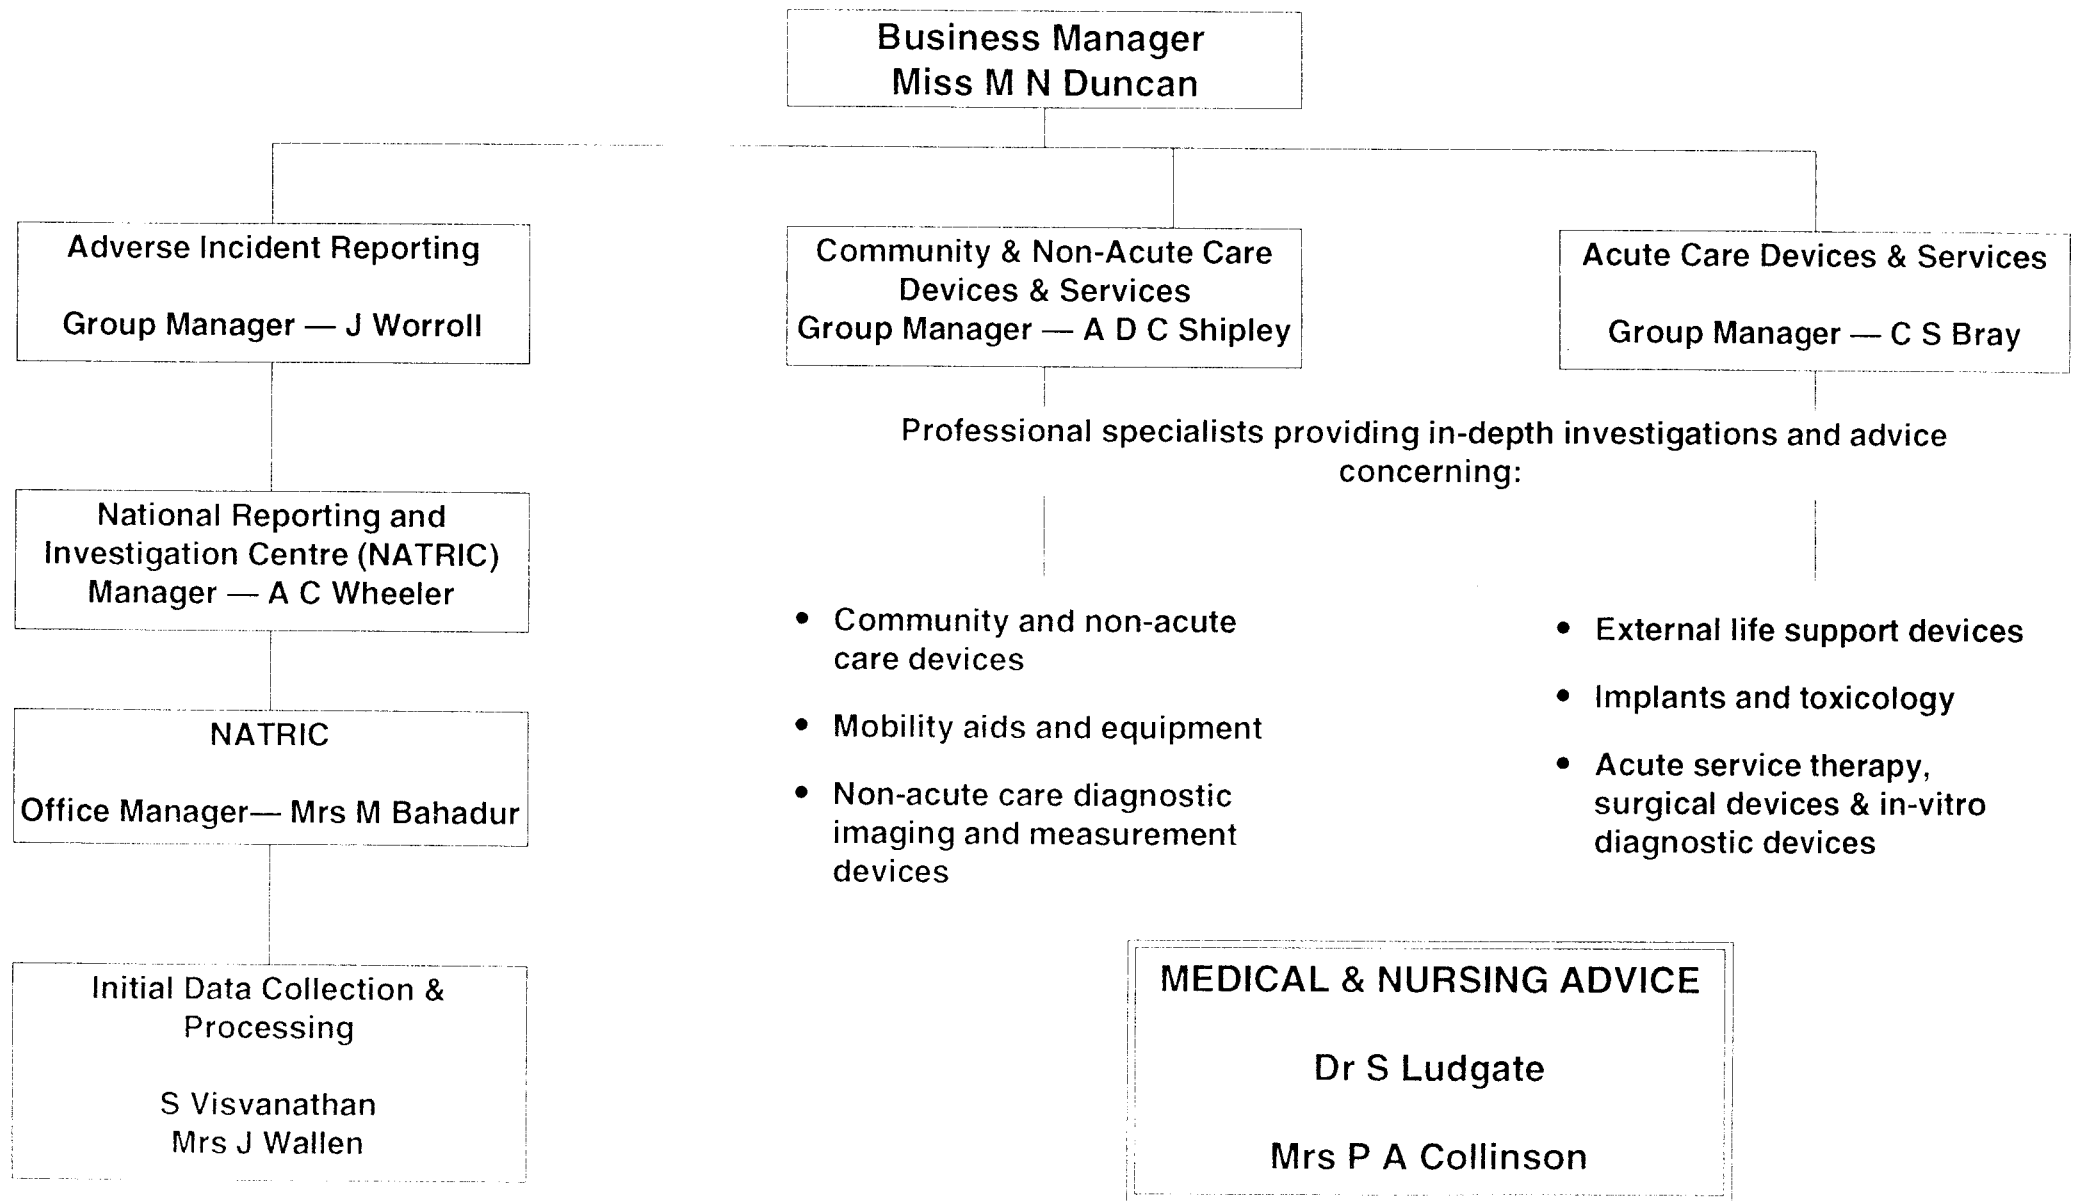 Business Manager
Miss M N Duncan
Adverse Incident Reporting
Group Manager — J Worroll
Community & Non-Acute Care
Devices & Services
Group Manager — A D C Shipley
Acute Care Devices & Services
Group Manager — C S Bray
Professional specialists providing in-depth investigations and advice
concerning:
National Reporting and
Investigation Centre (NATRIC)
Manager — A C Wheeler
NATRIC
Office Manager— Mrs M Bahadur
Initial Data Collection &
Processing
S Visvanathan
Mrs J Wallen
• Community and non-acute
care devices
• Mobility aids and equipment
• Non-acute care diagnostic
imaging and measurement
devices
• External life support devices
• Implants and toxicology
• Acute service therapy,
surgical devices & in-vitro
diagnostic devices
MEDICAL & NURSING ADVICE
Dr S Ludgate
Mrs P A Collinson